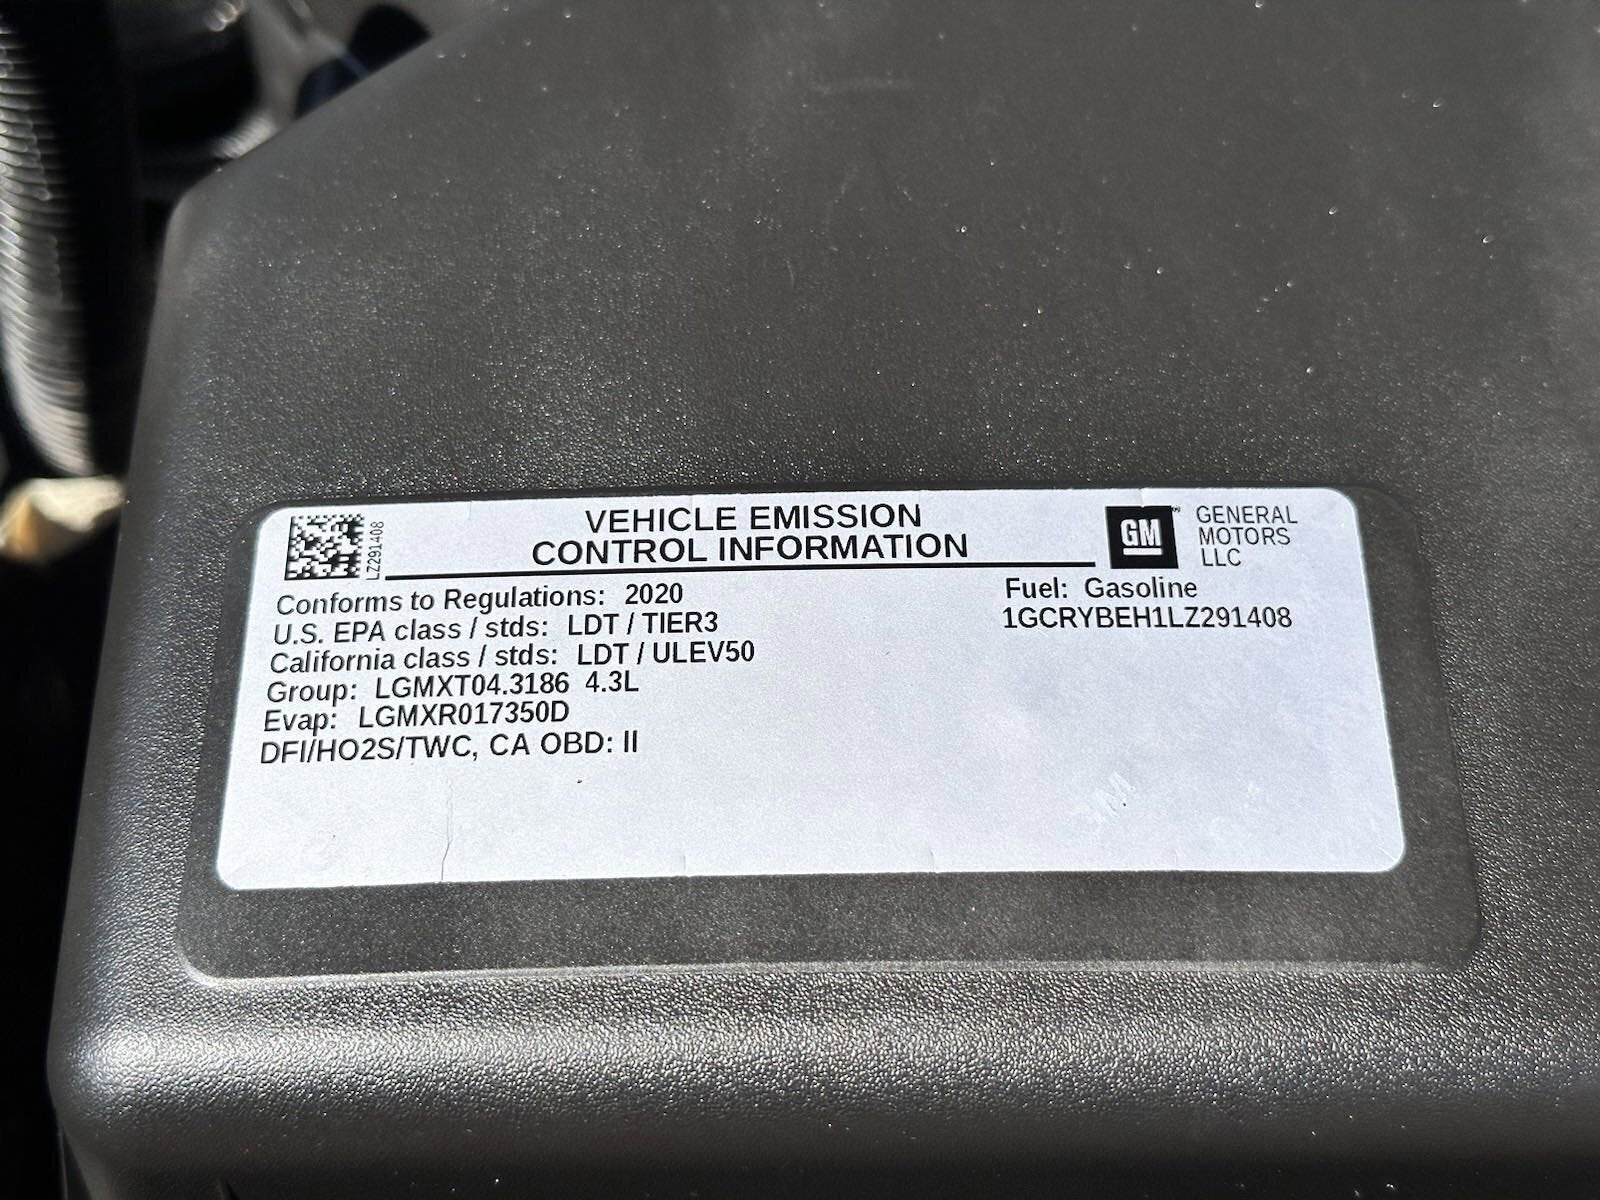 LZ291408
VEHICLE EMISSION
CONTROL INFORMATION
GM
GENERAL
MOTORS
LLC
Conforms to Regulations: 2020
U.S. EPA class / stds: LDT / TIER3
California class / stds: LDT / ULEV50
Group: LGMXT04.3186 4.3L
Evap: LGMXR017350D
DFI/HO2S/TWC, CA OBD: II
Fuel: Gasoline
1GCRYBEH1LZ291408